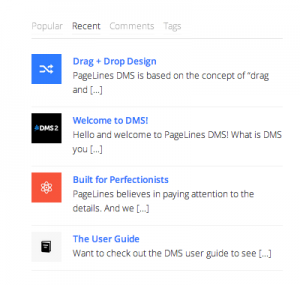 Popular Recent Comments Tags
Drag + Drop Design
PageLines DMS is based on the concept of “drag
and [...]
DMS 2
Welcome to DMS!
Hello and welcome to PageLines DMS! What is DMS
you [...]
Built for Perfectionists
PageLines believes in paying attention to the
details. And we [...]
The User Guide
Want to check out the DMS user guide to see [...]